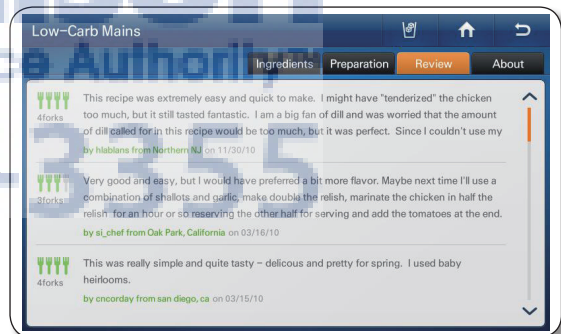 Low-Carb Mains
Ingredients Preparation Review About
4forks
This recipe was extremely easy and quick to make. I might have "tenderized" the chicken
too much, but it still tasted fantastic. I am a big fan of dill and was worried that the amount
of dill called for in this recipe would be too much, but it was perfect. Since I couldn't use my
by hlablans from Northern NJ on 11/30/10
3forks
Very good and easy, but I would have preferred a bit more flavor. Maybe next time I'll use a
combination of shallots and garlic, make double the relish, marinate the chicken in half the
relish for an hour or so reserving the other half for serving and add the tomatoes at the end.
by si_chef from Oak Park, California on 03/16/10
4forks
This was really simple and quite tasty – delicous and pretty for spring. I used baby
heirlooms.
by cncorday from san diego, ca on 03/15/10
Authority"
3355